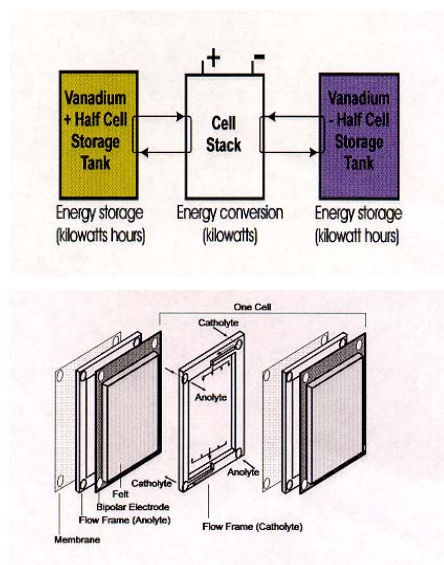 + -
Vanadium
+ Half Cell
Storage
Tank
Cell
Stack
Vanadium
- Half Cell
Storage
Tank
Energy storage
(kilowatts hours)
Energy conversion
(kilowatts)
Energy storage
(kilowatt hours)
One Cell
Catholyte
Anolyte
Catholyte
Anolyte
Felt
Bipolar Electrode
Flow Frame (Anolyte)
Flow Frame (Catholyte)
Membrane